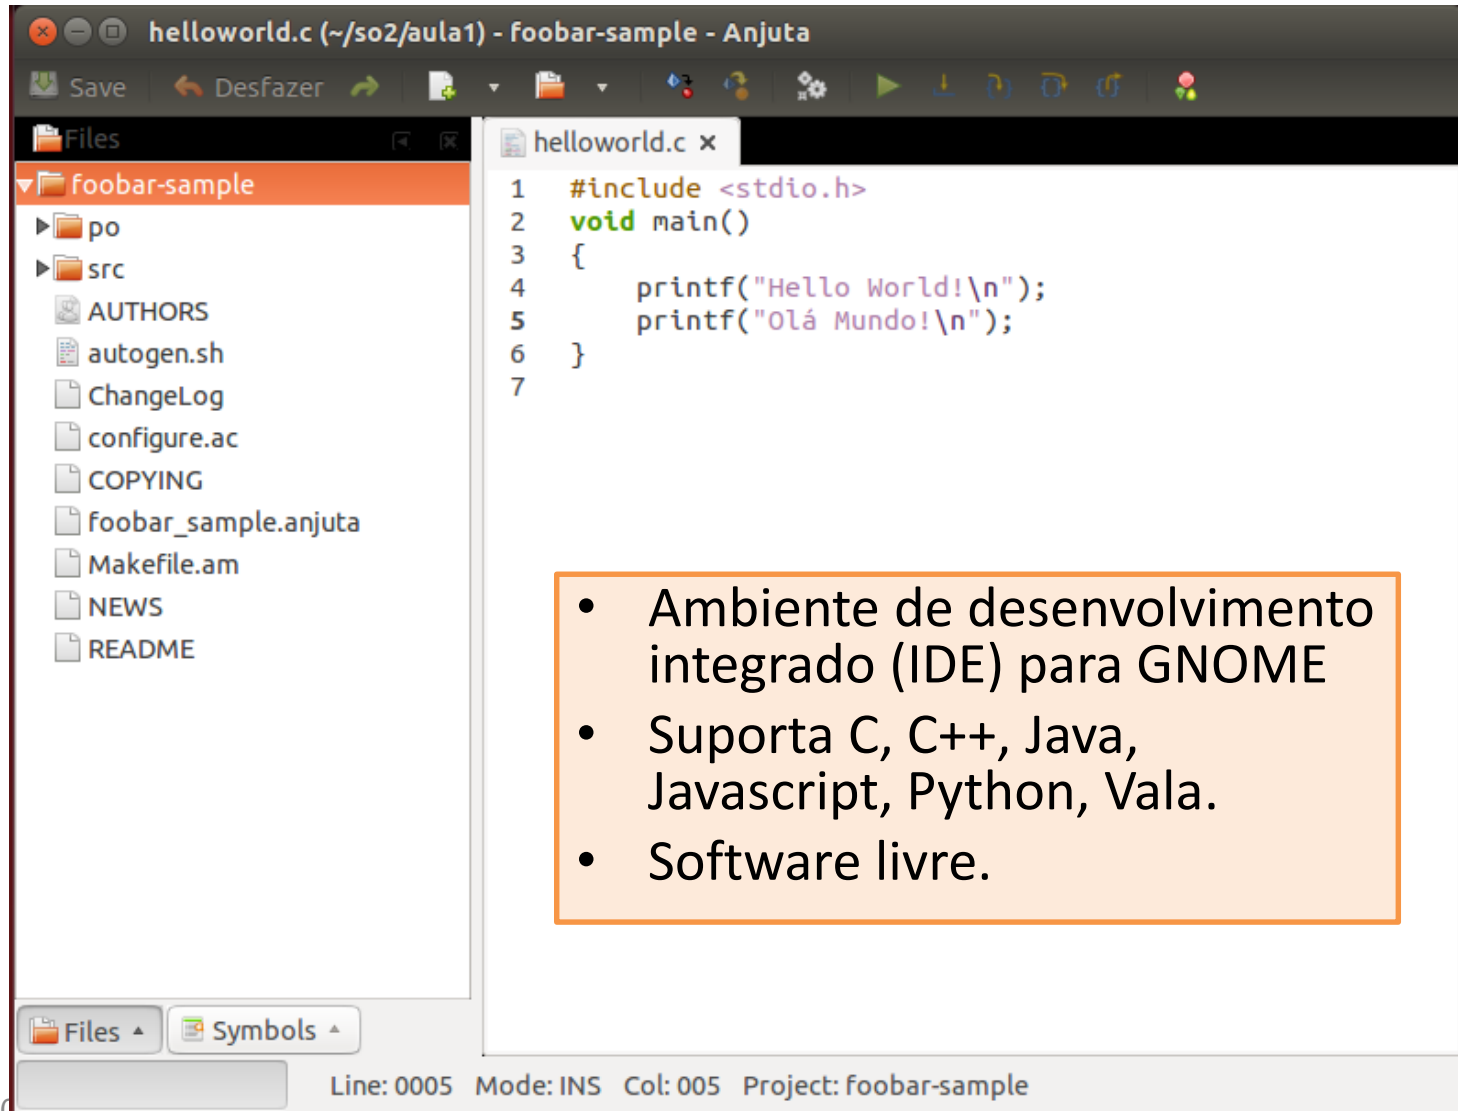 helloworld.c (~/so2/aula1) - foobar-sample - Anjuta
Save Desfazer
Files
foobar-sample
po
src
AUTHORS
autogen.sh
ChangeLog
configure.ac
COPYING
foobar_sample.anjuta
Makefile.am
NEWS
README
Files Symbols
helloworld.c
1 #include <stdio.h>
2 void main()
3 {
4 printf("Hello World!\n");
5 printf("Olá Mundo!\n");
6 }
7
• Ambiente de desenvolvimento
integrado (IDE) para GNOME
• Suporta C, C++, Java,
Javascript, Python, Vala.
• Software livre.
Line: 0005 Mode: INS Col: 005 Project: foobar-sample